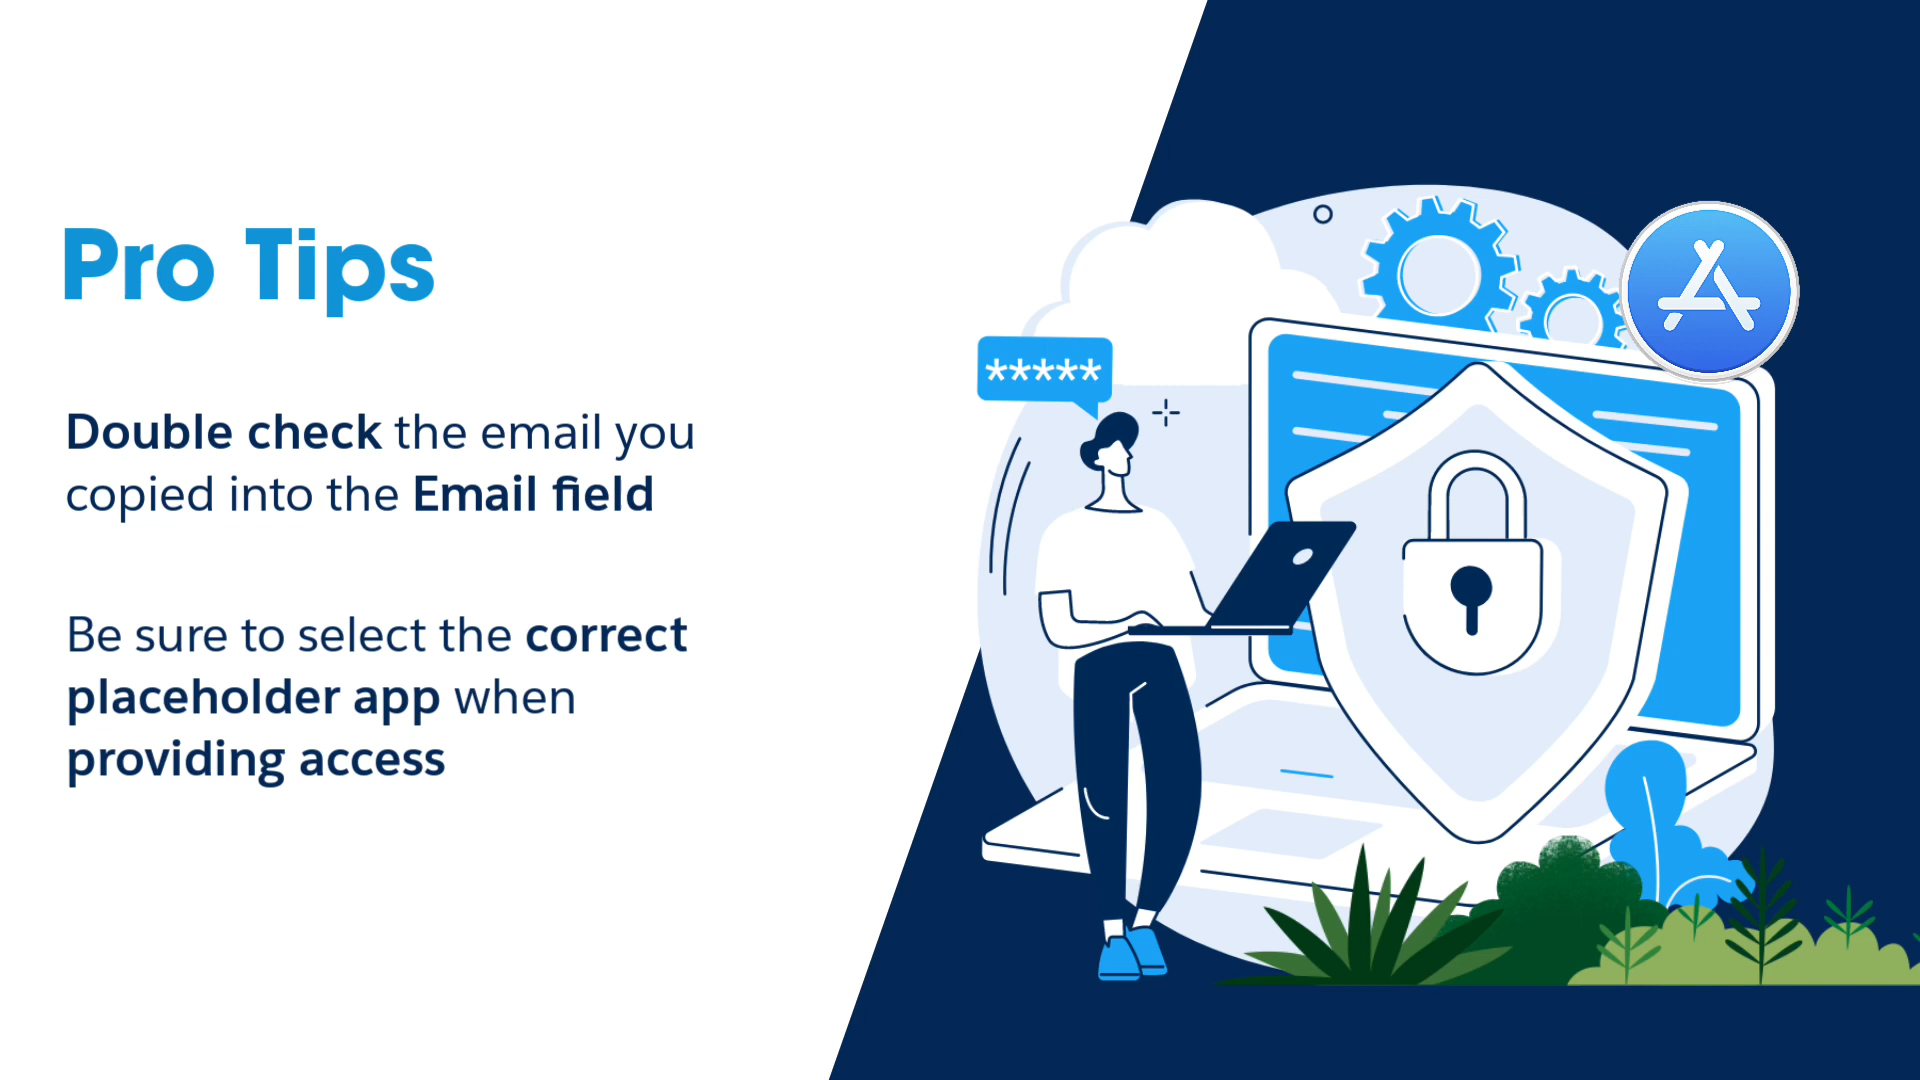 Pro Tips
Double check the email you
copied into the Email field
Be sure to select the correct
placeholder app when
providing access
*****